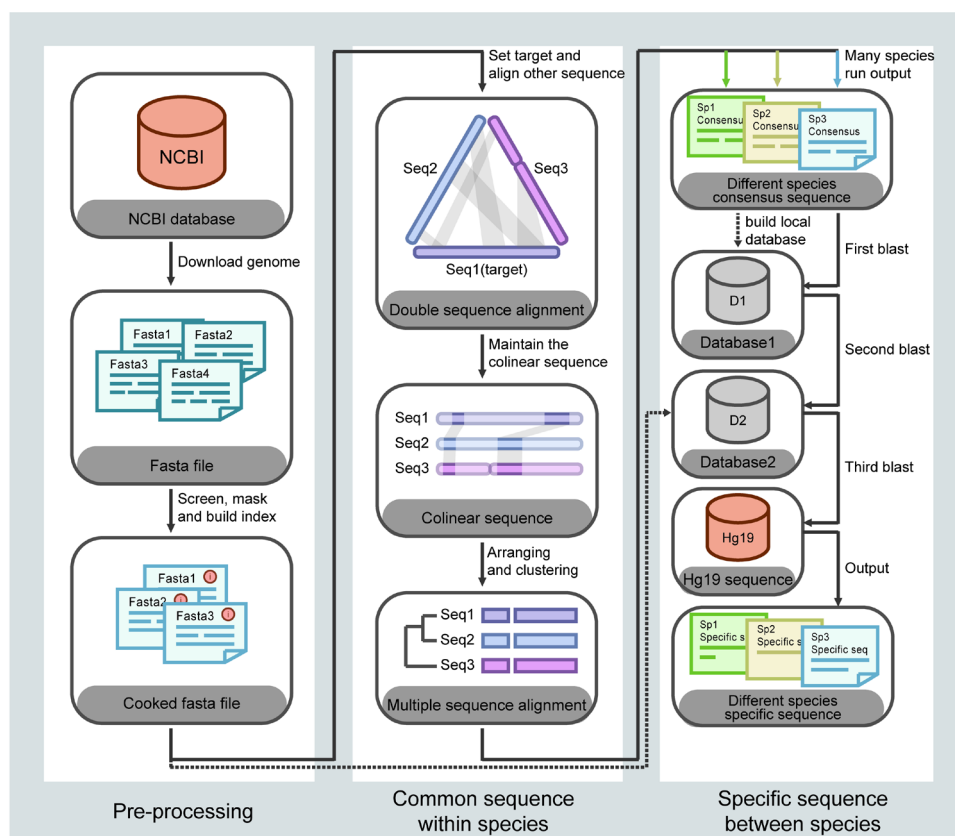 NCBI
NCBI database
Download genome
Fasta1
Fasta2
Fasta3
Fasta4
Fasta file
Screen, mask
and build index
Fasta1
i
Fasta2
i
Fasta3
i
Cooked fasta file
Pre-processing
Set target and
align other sequence
Seq2
Seq3
Seq1(target)
Double sequence alignment
Maintain the
colinear sequence
Seq1
Seq2
Seq3
Colinear sequence
Arranging
and clustering
Seq1
Seq2
Seq3
Multiple sequence alignment
Common sequence
within species
Many species
run output
Sp1
Consensus
Sp2
Consensus
Sp3
Consensus
Different species
consensus sequence
build local
database
First blast
D1
Database1
Second blast
D2
Database2
Third blast
Hg19
Hg19 sequence
Output
Sp1
Specific s
Sp2
Specific s
Sp3
Specific seq
Different species
specific sequence
Specific sequence
between species